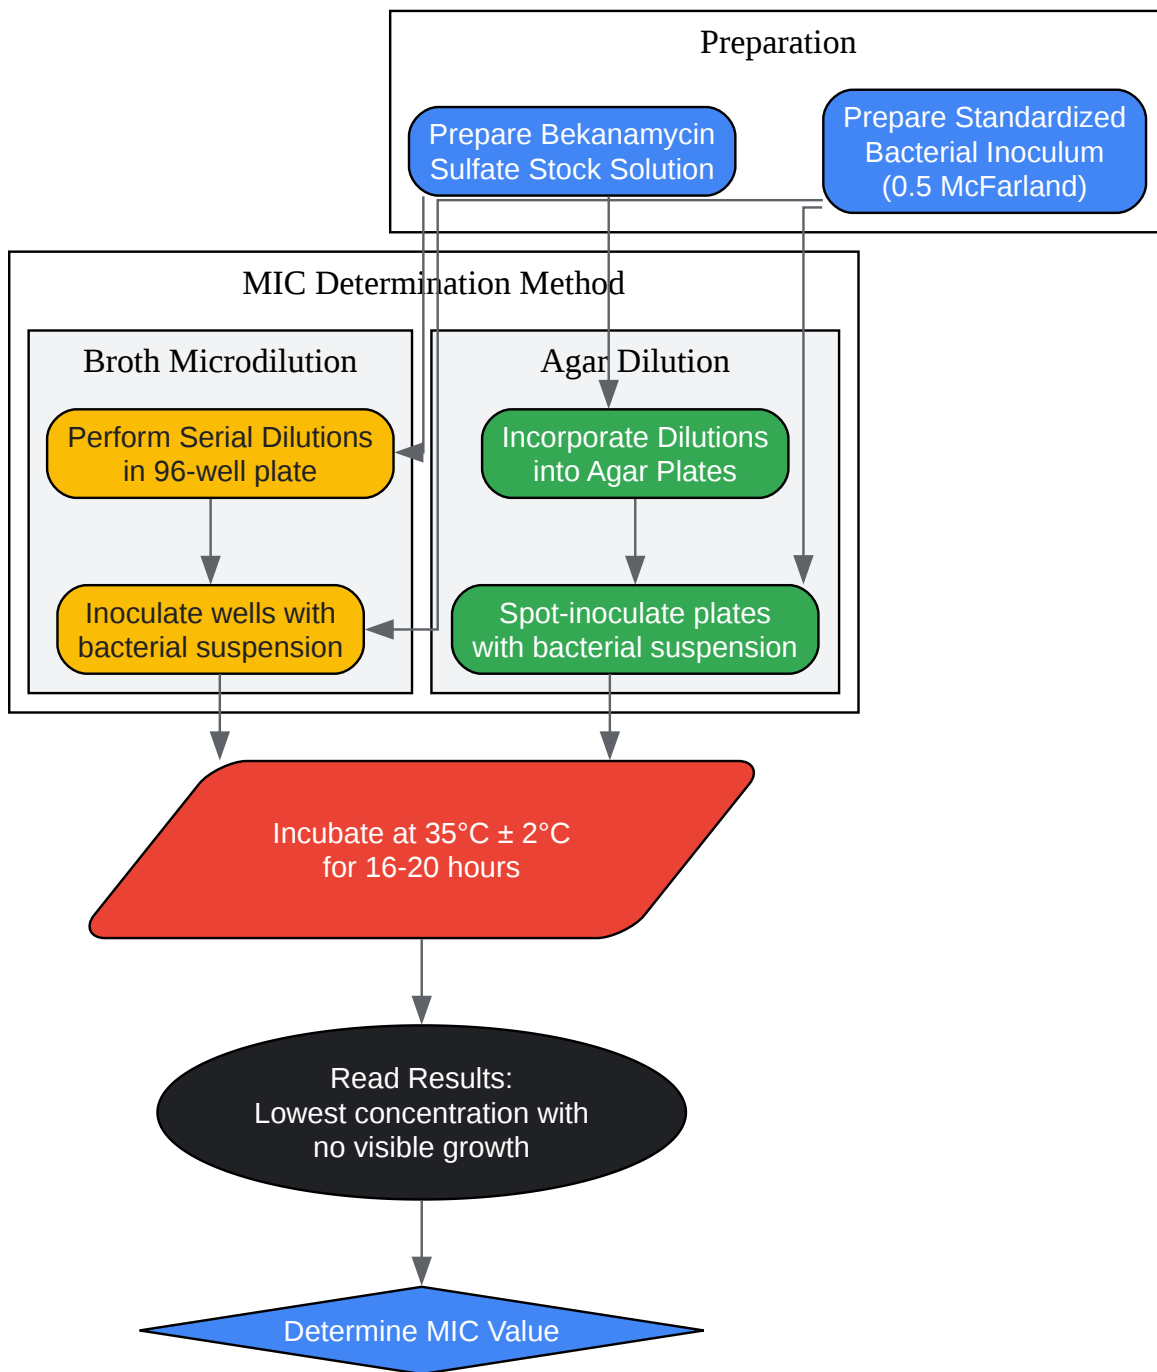 Preparation
Prepare Bekanamycin
Sulfate Stock Solution
Prepare Standardized
Bacterial Inoculum
(0.5 McFarland)
MIC Determination Method
Broth Microdilution
Perform Serial Dilutions
in 96-well plate
Inoculate wells with
bacterial suspension
Agar Dilution
Incorporate Dilutions
into Agar Plates
Spot-inoculate plates
with bacterial suspension
Incubate at 35°C ± 2°C
for 16-20 hours
Read Results:
Lowest concentration with
no visible growth
Determine MIC Value